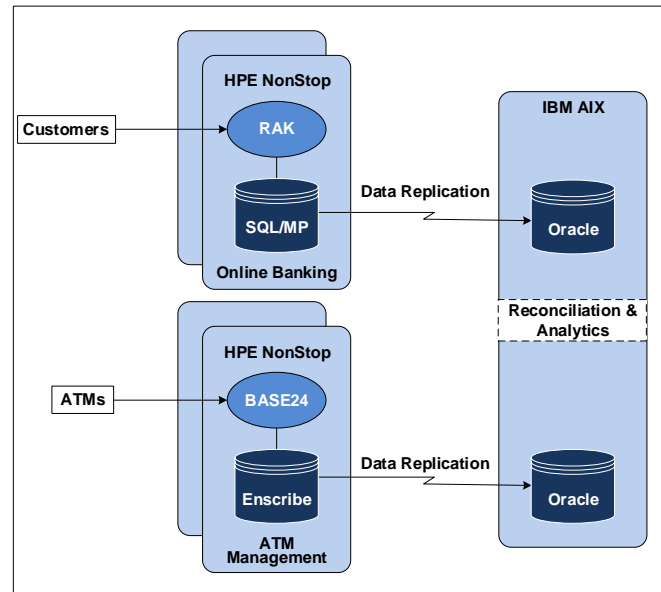 HPE NonStop
IBM AIX
Customers
RAK
Data Replication
SQL/MP
Oracle
Online Banking
Reconciliation &
Analytics
HPE NonStop
ATMs
BASE24
Data Replication
Enscribe
Oracle
ATM
Management